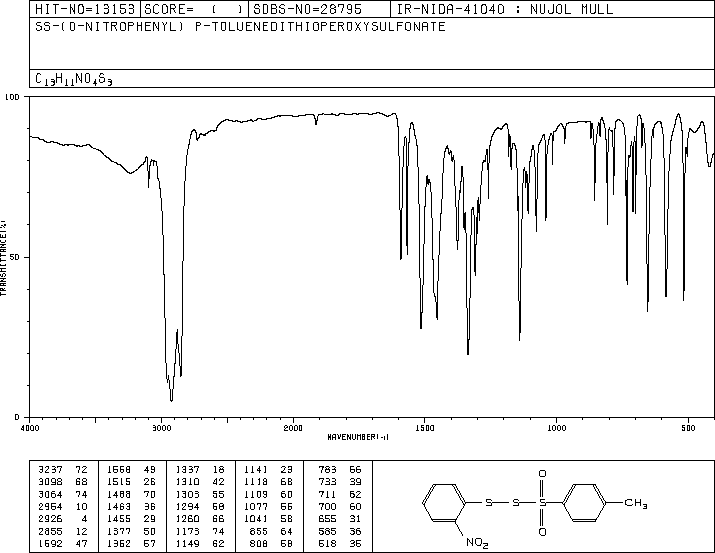 HIT-NO=13153 SCORE= ( ) SDBS-NO=28795 IR-NIDA-41040 : NUJOL MULL
SS-(O-NITROPHENYL) P-TOLUENEDITHIOPEROXYSULFONATE
C13H11NO4S3
100
50
0
TRANSMITTANCE(%)
4000 3000 2000 1500 1000 500
WAVENUMBER(-1)
3237 72 1568 49 1337 18 1141 23 783 66
3098 68 1515 26 1310 42 1118 68 733 39
3064 74 1488 70 1303 55 1109 60 711 62
2954 10 1463 36 1294 58 1077 55 700 60
2926 4 1455 29 1260 66 1041 58 655 31
2855 12 1377 50 1173 74 855 64 585 36
1592 47 1352 57 1149 62 808 58 518 35
O
S S S CH3
O
NO2